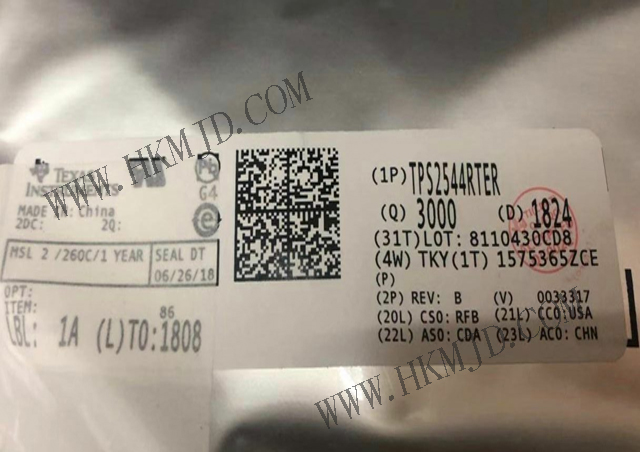 WWW.HKMJD.COM
TEXAS
INSTRUMENTS
MADE IN: China
2DC: 2Q:
G4
MSL 2 /260C/1 YEAR SEAL DT
06/26/18
OPT:
ITEM: 86
LBL: 1A (L)TO:1808
(1P)TPS2544RTER
(Q) 3000 (D) 1824
(31T)LOT: 8110430CD8
(4W) TKY(1T) 1575365ZCE
(P)
(2P) REV: B (V) 0033317
(20L) CSO: RFB (21L) CCO:USA
(22L) ASO: CDA (23L) ACO: CHN
WWW.HKMJD.COM